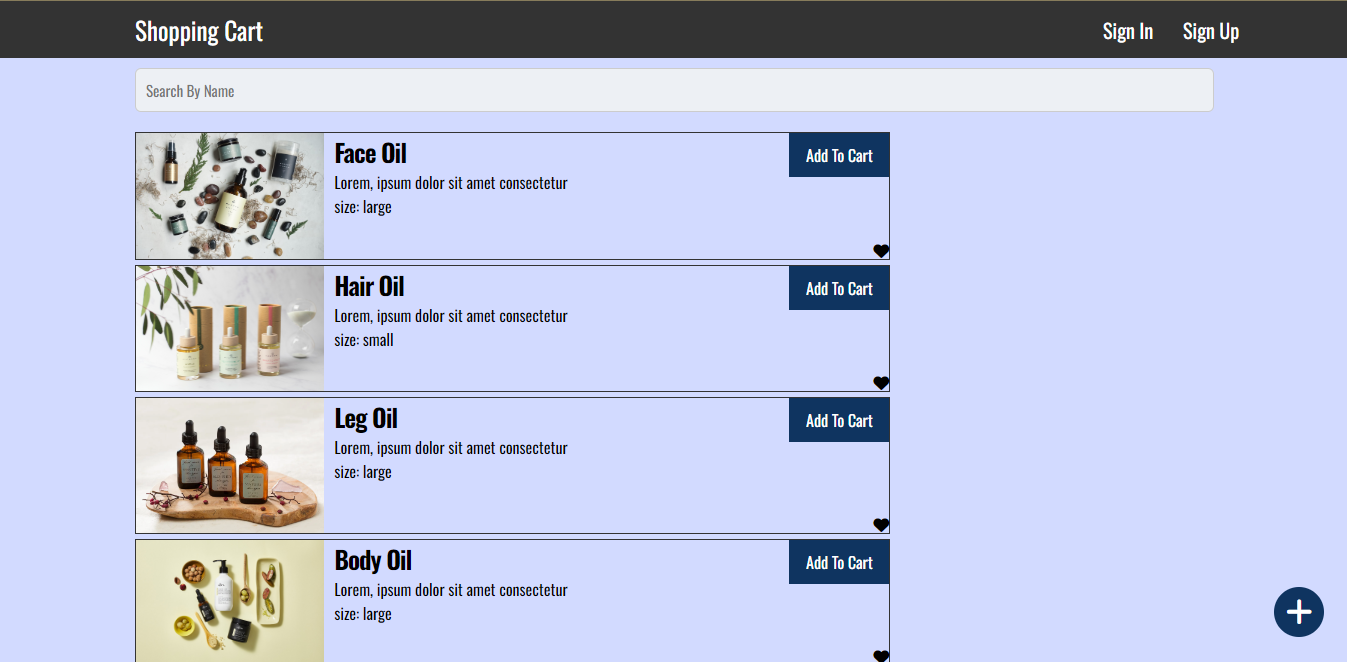 Shopping Cart
Sign In
Sign Up
Search By Name
Face Oil
Add To Cart
Lorem, ipsum dolor sit amet consectetur
size: large
Hair Oil
Add To Cart
Lorem, ipsum dolor sit amet consectetur
size: small
Leg Oil
Add To Cart
Lorem, ipsum dolor sit amet consectetur
size: large
Body Oil
Add To Cart
Lorem, ipsum dolor sit amet consectetur
size: large